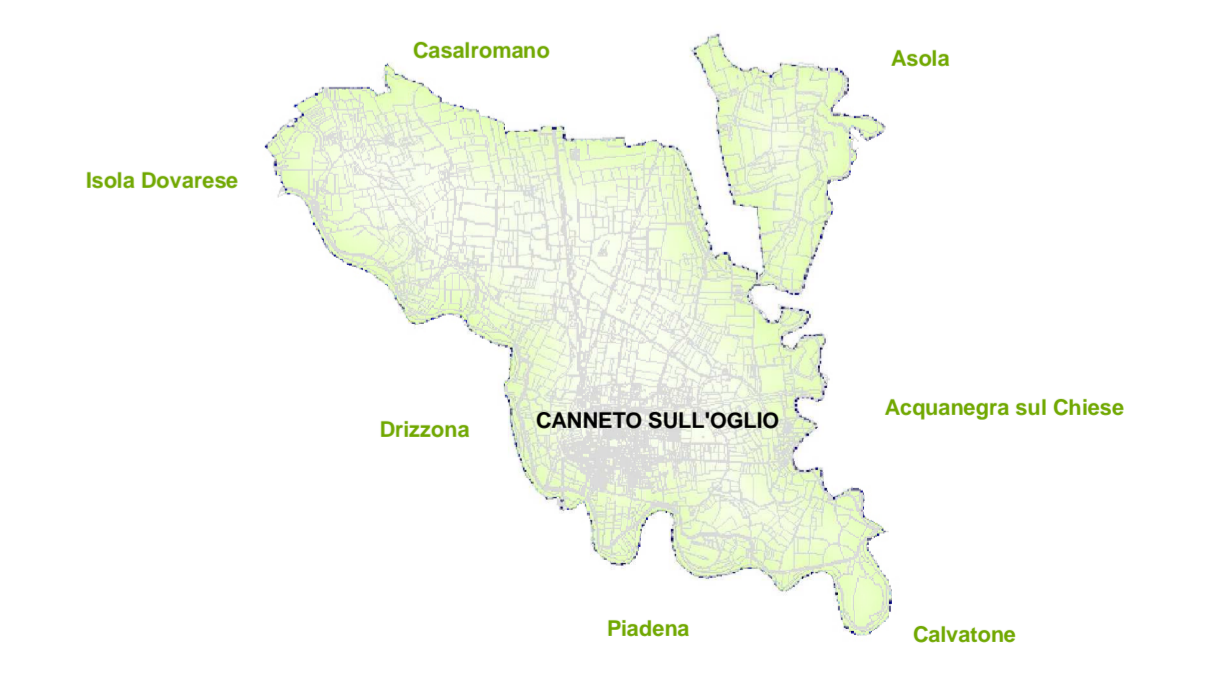 Casalromano
Asola
Isola Dovarese
Acquanegra sul Chiese
CANNETO SULL'OGLIO
Drizzona
Piadena
Calvatone